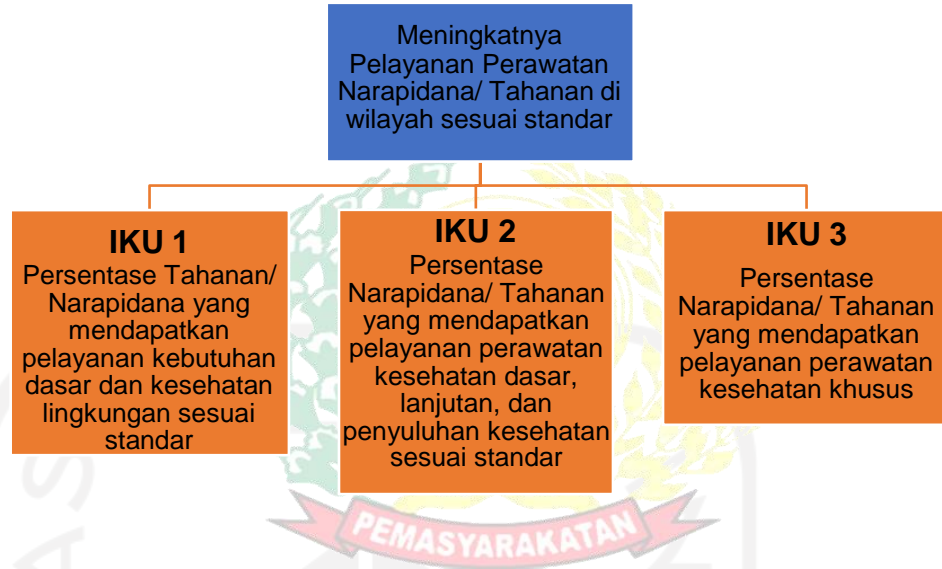 Meningkatnya
Pelayanan Perawatan
Narapidana/ Tahanan di
wilayah sesuai standar
IKU 1
Persentase Tahanan/
Narapidana yang
mendapatkan
pelayanan kebutuhan
dasar dan kesehatan
lingkungan sesuai
standar
IKU 2
Persentase
Narapidana/ Tahanan
yang mendapatkan
pelayanan perawatan
kesehatan dasar,
lanjutan, dan
penyuluhan kesehatan
sesuai standar
IKU 3
Persentase
Narapidana/ Tahanan
yang mendapatkan
pelayanan perawatan
kesehatan khusus
PEMASYARAKATAN